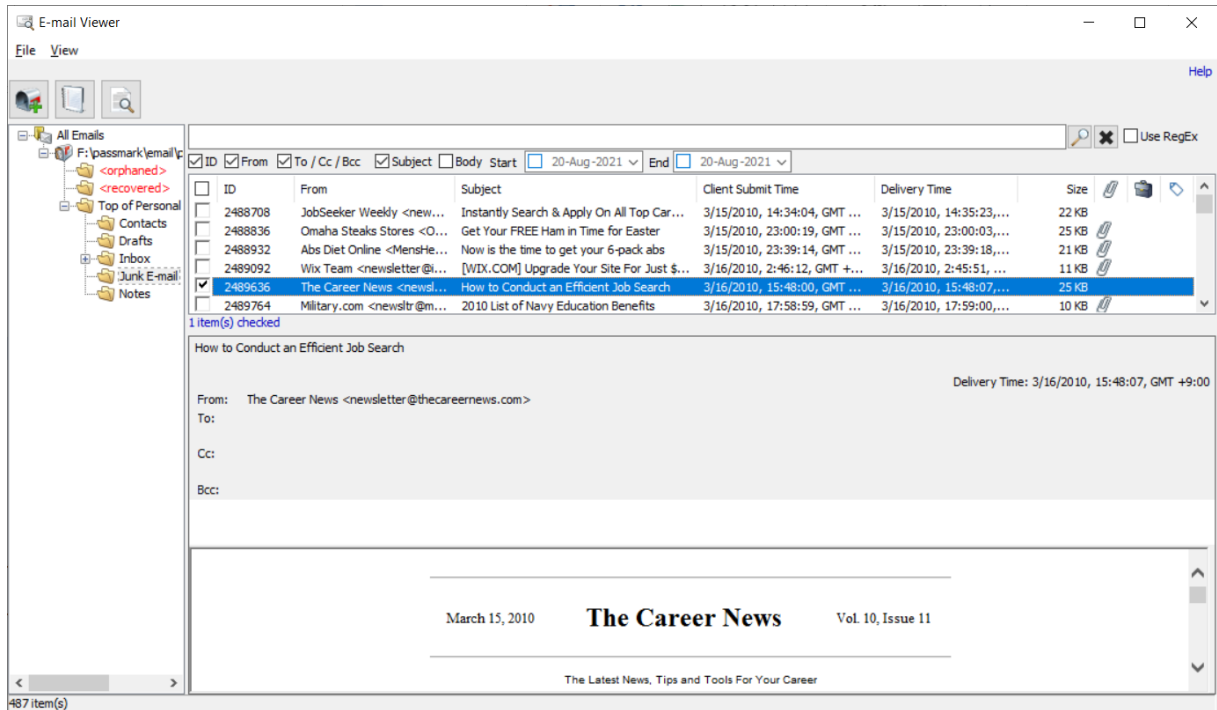 E-mail Viewer
File View
Help
All Emails
F:\passmark\email\p
<orphaned>
<recovered>
Top of Personal
Contacts
Drafts
Inbox
Junk E-mail
Notes
Use RegEx
ID From To / Cc / Bcc Subject Body Start 20-Aug-2021 End 20-Aug-2021
ID From Subject Client Submit Time Delivery Time Size
2488708 JobSeeker Weekly <new... Instantly Search & Apply On All Top Car... 3/15/2010, 14:34:04, GMT ... 3/15/2010, 14:35:23,... 22 KB
2488836 Omaha Steaks Stores <O... Get Your FREE Ham in Time for Easter 3/15/2010, 23:00:19, GMT ... 3/15/2010, 23:00:03,... 25 KB
2488932 Abs Diet Online <MensHe... Now is the time to get your 6-pack abs 3/15/2010, 23:39:14, GMT ... 3/15/2010, 23:39:18,... 21 KB
2489092 Wix Team <newsletter@i... [WIX.COM] Upgrade Your Site For Just $... 3/16/2010, 2:46:12, GMT +... 3/16/2010, 2:45:51, ... 11 KB
2489636 The Career News <newsl... How to Conduct an Efficient Job Search 3/16/2010, 15:48:00, GMT ... 3/16/2010, 15:48:07,... 25 KB
2489764 Military.com <newsltr@m... 2010 List of Navy Education Benefits 3/16/2010, 17:58:59, GMT ... 3/16/2010, 17:59:00,... 10 KB
1 item(s) checked
How to Conduct an Efficient Job Search
Delivery Time: 3/16/2010, 15:48:07, GMT +9:00
From: The Career News <newsletter@thecareernews.com>
To:
Cc:
Bcc:
March 15, 2010 The Career News Vol. 10, Issue 11
The Latest News, Tips and Tools For Your Career
487 item(s)